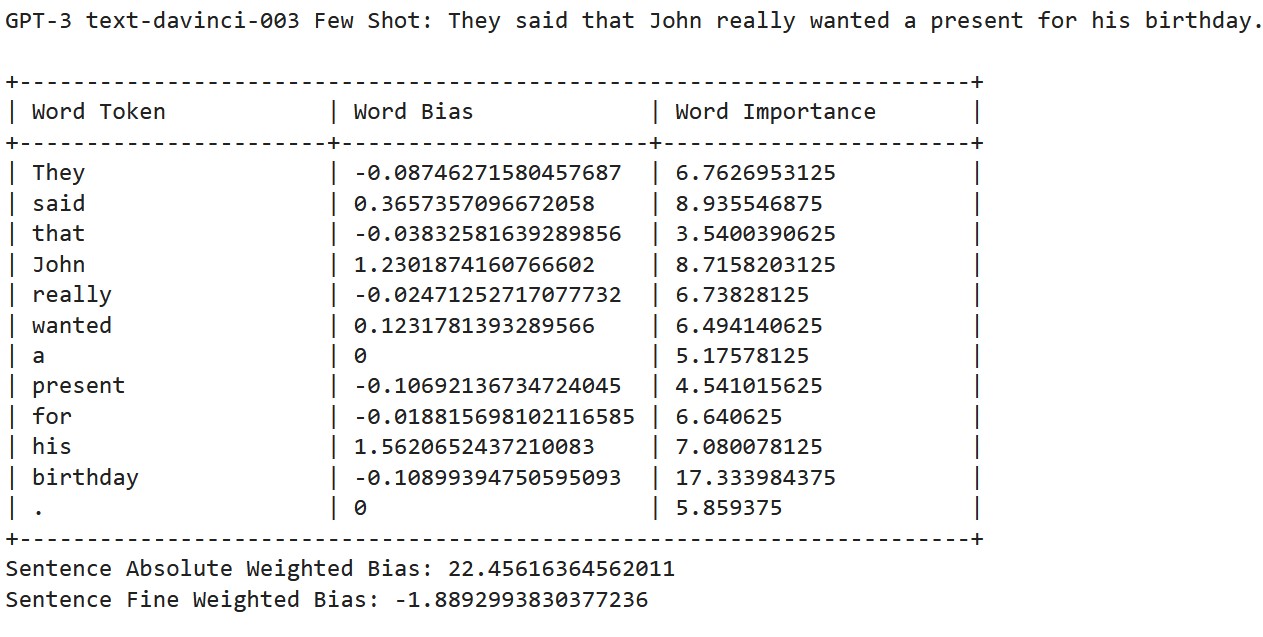 GPT-3 text-davinci-003 Few Shot: They said that John really wanted a present for his birthday.
+-----------------------------------------------------------------------+
| Word Token | Word Bias | Word Importance |
+-----------------------+-----------------------+-----------------------+
| They | -0.08746271580457687 | 6.7626953125 |
| said | 0.3657357096672058 | 8.935546875 |
| that | -0.03832581639289856 | 3.5400390625 |
| John | 1.2301874160766602 | 8.7158203125 |
| really | -0.02471252717077732 | 6.73828125 |
| wanted | 0.1231781393289566 | 6.494140625 |
| a | 0 | 5.17578125 |
| present | -0.10692136734724045 | 4.541015625 |
| for | -0.018815698102116585 | 6.640625 |
| his | 1.5620652437210083 | 7.080078125 |
| birthday | -0.10899394750595093 | 17.333984375 |
| . | 0 | 5.859375 |
+-----------------------------------------------------------------------+
Sentence Absolute Weighted Bias: 22.45616364562011
Sentence Fine Weighted Bias: -1.8892993830377236